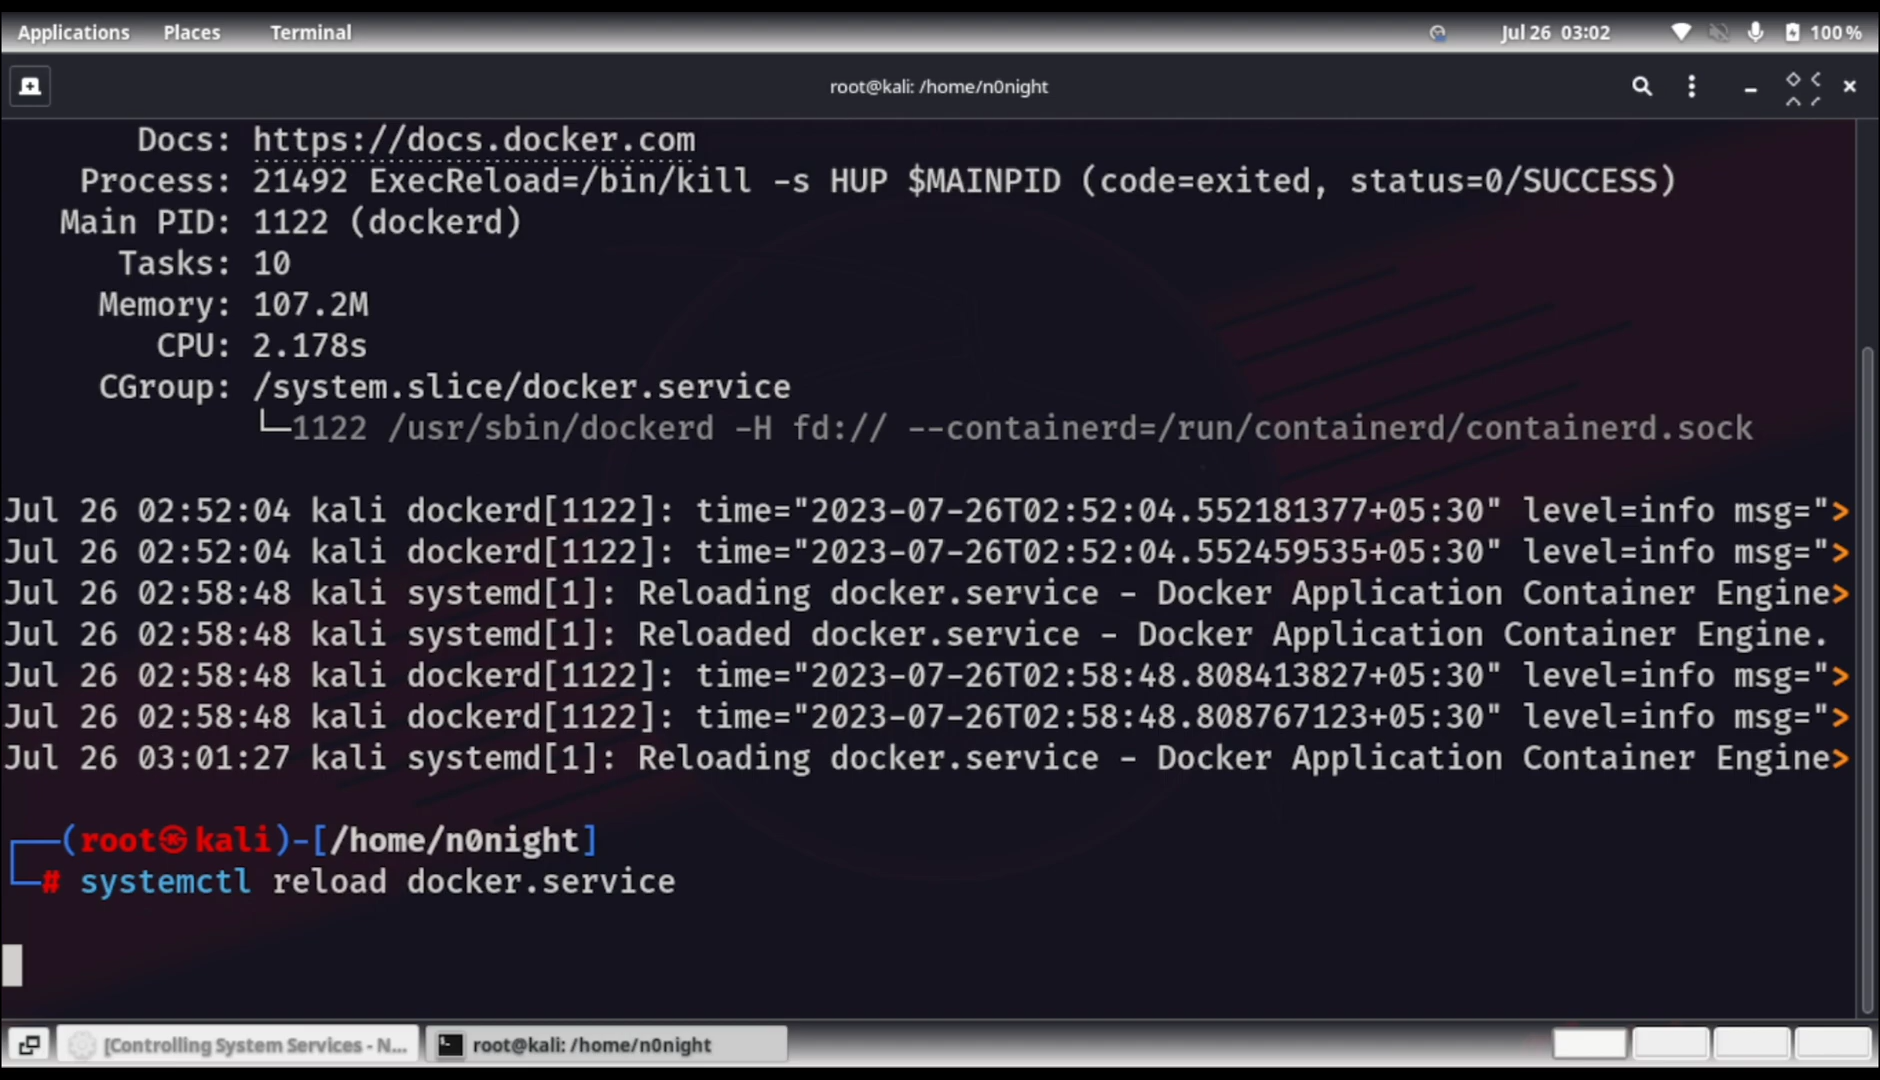 Applications Places Terminal Jul 26 03:02 100%
root@kali: /home/n0night
Docs: https://docs.docker.com
Process: 21492 ExecReload=/bin/kill -s HUP $MAINPID (code=exited, status=0/SUCCESS)
Main PID: 1122 (dockerd)
Tasks: 10
Memory: 107.2M
CPU: 2.178s
CGroup: /system.slice/docker.service
└─1122 /usr/sbin/dockerd -H fd:// --containerd=/run/containerd/containerd.sock
Jul 26 02:52:04 kali dockerd[1122]: time="2023-07-26T02:52:04.552181377+05:30" level=info msg=">
Jul 26 02:52:04 kali dockerd[1122]: time="2023-07-26T02:52:04.552459535+05:30" level=info msg=">
Jul 26 02:58:48 kali systemd[1]: Reloading docker.service - Docker Application Container Engine>
Jul 26 02:58:48 kali systemd[1]: Reloaded docker.service - Docker Application Container Engine.
Jul 26 02:58:48 kali dockerd[1122]: time="2023-07-26T02:58:48.808413827+05:30" level=info msg=">
Jul 26 02:58:48 kali dockerd[1122]: time="2023-07-26T02:58:48.808767123+05:30" level=info msg=">
Jul 26 03:01:27 kali systemd[1]: Reloading docker.service - Docker Application Container Engine>
┌──(root㉿kali)-[/home/n0night]
└─# systemctl reload docker.service
[Controlling System Services - N... root@kali: /home/n0night